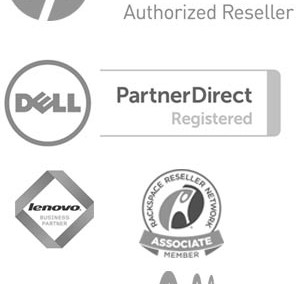 Authorized Reseller
DELL
PartnerDirect
Registered
lenovo
BUSINESS
PARTNER
RACKSPACE RESELLER NETWORK
ASSOCIATE
MEMBER